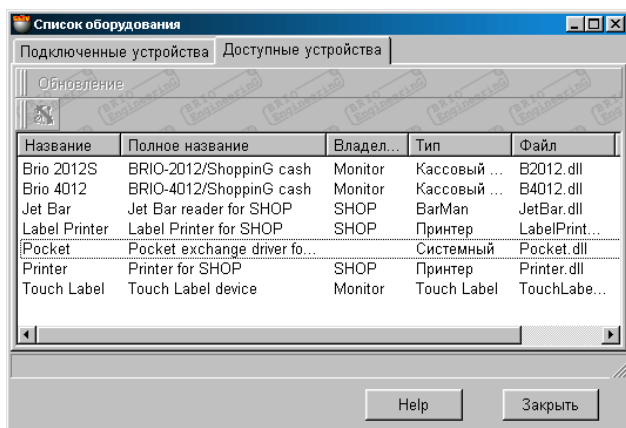 Список оборудования
Подключенные устройства Доступные устройства
Обновление
Название Полное название Владел... Тип Файл
Brio 2012S BRIO-2012/ShoppinG cash Monitor Кассовый ... B2012.dll
Brio 4012 BRIO-4012/ShoppinG cash Monitor Кассовый ... B4012.dll
Jet Bar Jet Bar reader for SHOP SHOP BarMan JetBar.dll
Label Printer Label Printer for SHOP SHOP Принтер LabelPrint...
Pocket Pocket exchange driver fo... Системный Pocket.dll
Printer Printer for SHOP SHOP Принтер Printer.dll
Touch Label Touch Label device Monitor Touch Label TouchLabe...
Help Закрыть